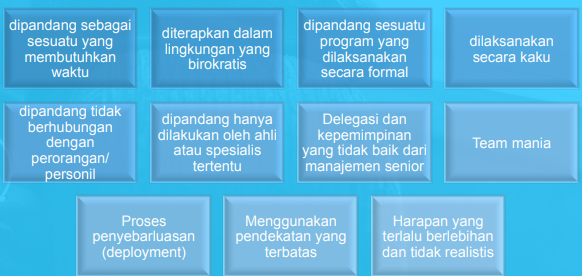 dipandang sebagai
sesuatu yang
membutuhkan
waktu
diterapkan dalam
lingkungan yang
birokratis
dipandang sesuatu
program yang
dilaksanakan
secara formal
dilaksanakan
secara kaku
dipandang tidak
berhubungan
dengan
perorangan/
personil
dipandang hanya
dilakukan oleh ahli
atau spesialis
tertentu
Delegasi dan
kepemimpinan
yang tidak baik dari
manajemen senior
Team mania
Proses
penyebarluasan
(deployment)
Menggunakan
pendekatan yang
terbatas
Harapan yang
terlalu berlebihan
dan tidak realistis